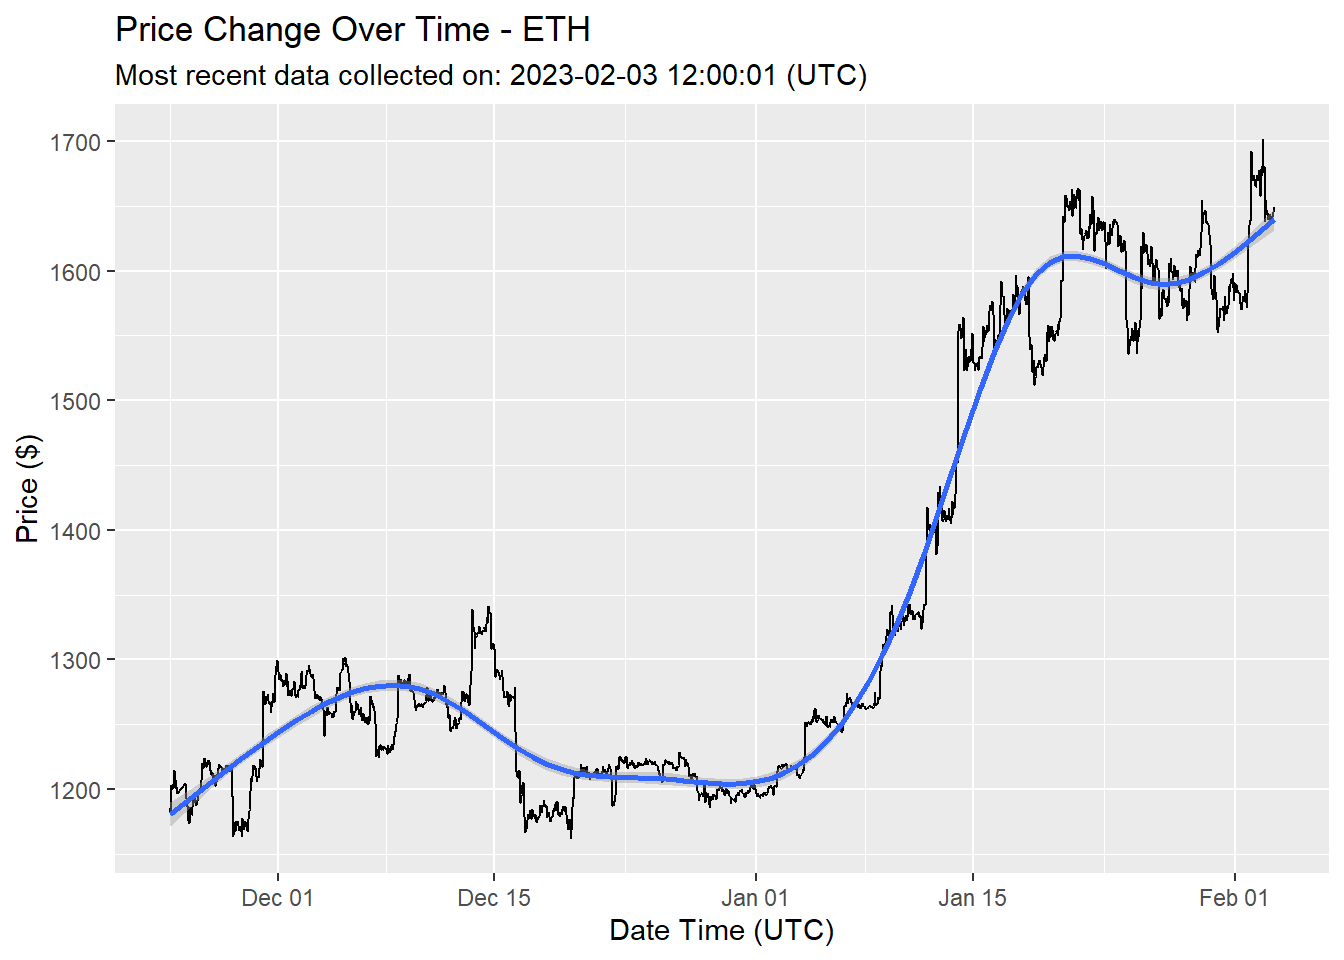 Price Change Over Time - ETH
Most recent data collected on: 2023-02-03 12:00:01 (UTC)
1700
1600
1500
1400
1300
1200
Price ($)
Dec 01
Dec 15
Jan 01
Jan 15
Feb 01
Date Time (UTC)